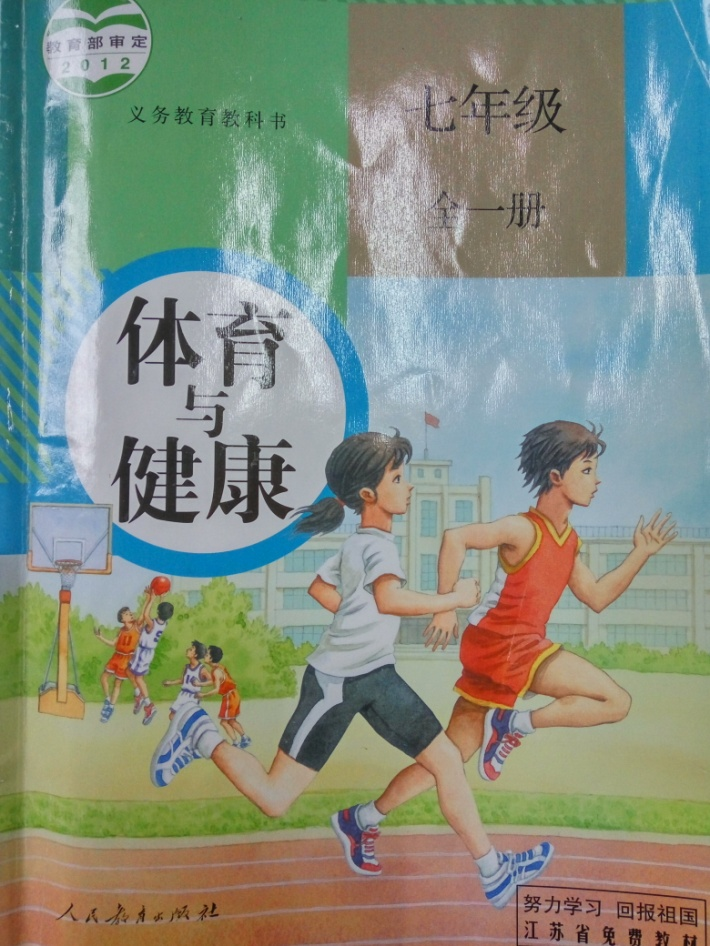 教育部审定
2012
义务教育教科书
七年级
全一册
体育
与
健康
人民教育出版社
努力学习 回报祖国
江苏省免费教材